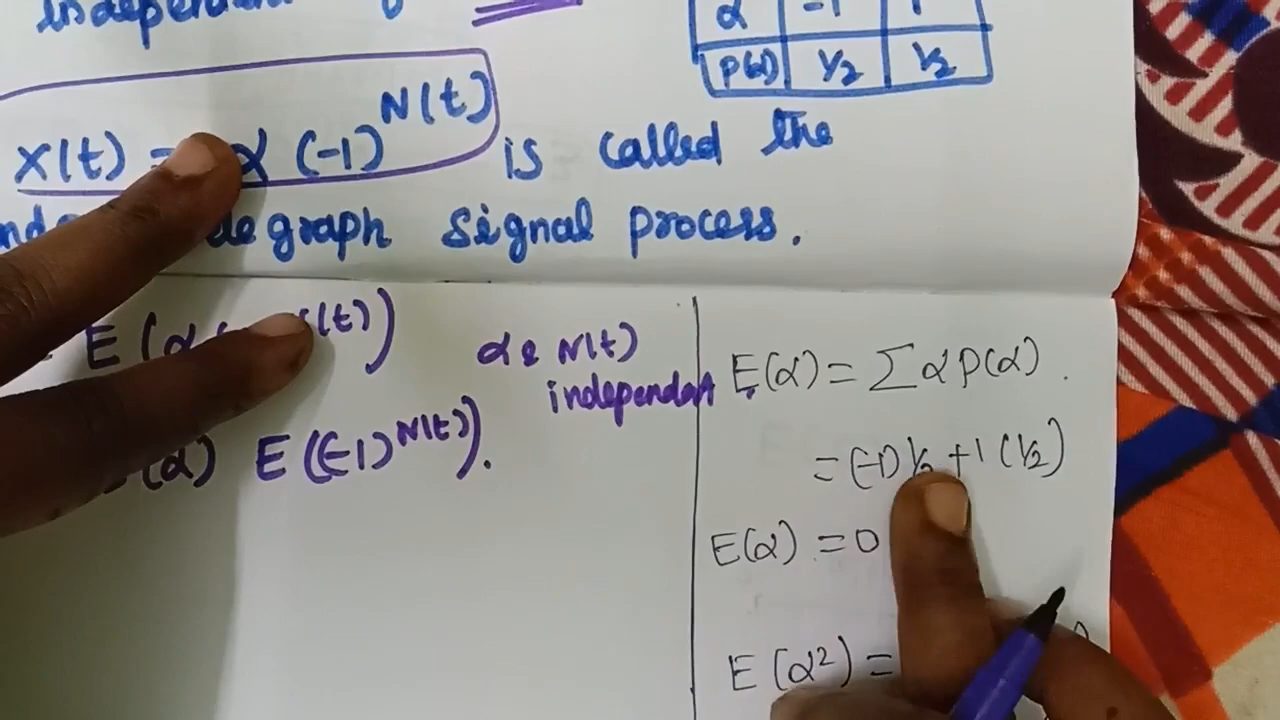 independent
α | -1 | 1
P(α) | 1/2 | 1/2
X(t) = α (-1)^N(t) is called the
graph signal process.
E(α (t))
α & N(t)
independent
(α) E((-1)^N(t)).
E(α) = Σ α P(α).
= (-1) 1/2 + 1 (1/2)
E(α) = 0
E(α²) =